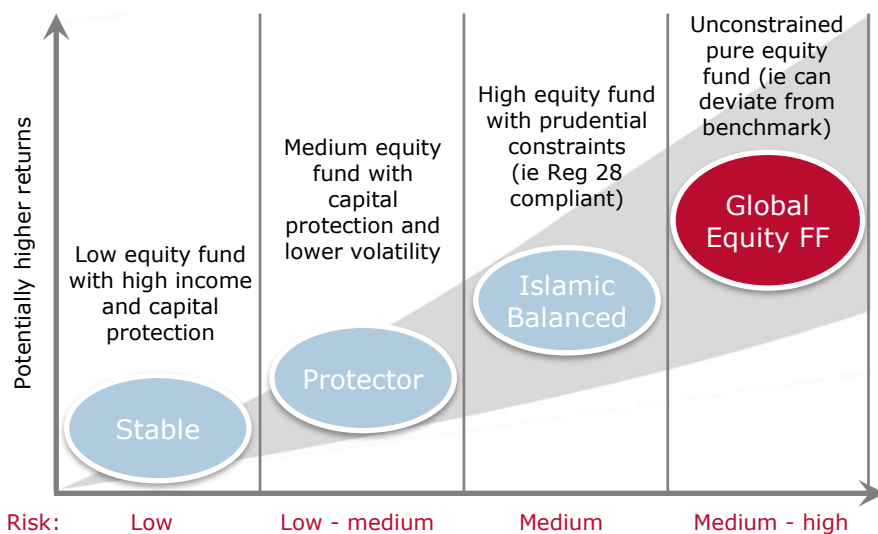 Potentially higher returns
Low equity fund
with high income
and capital
protection
Stable
Medium equity
fund with
capital
protection and
lower volatility
Protector
High equity fund
with prudential
constraints
(ie Reg 28
compliant)
Islamic
Balanced
Unconstrained
pure equity
fund (ie can
deviate from
benchmark)
Global
Equity FF
Risk: Low Low - medium Medium Medium - high